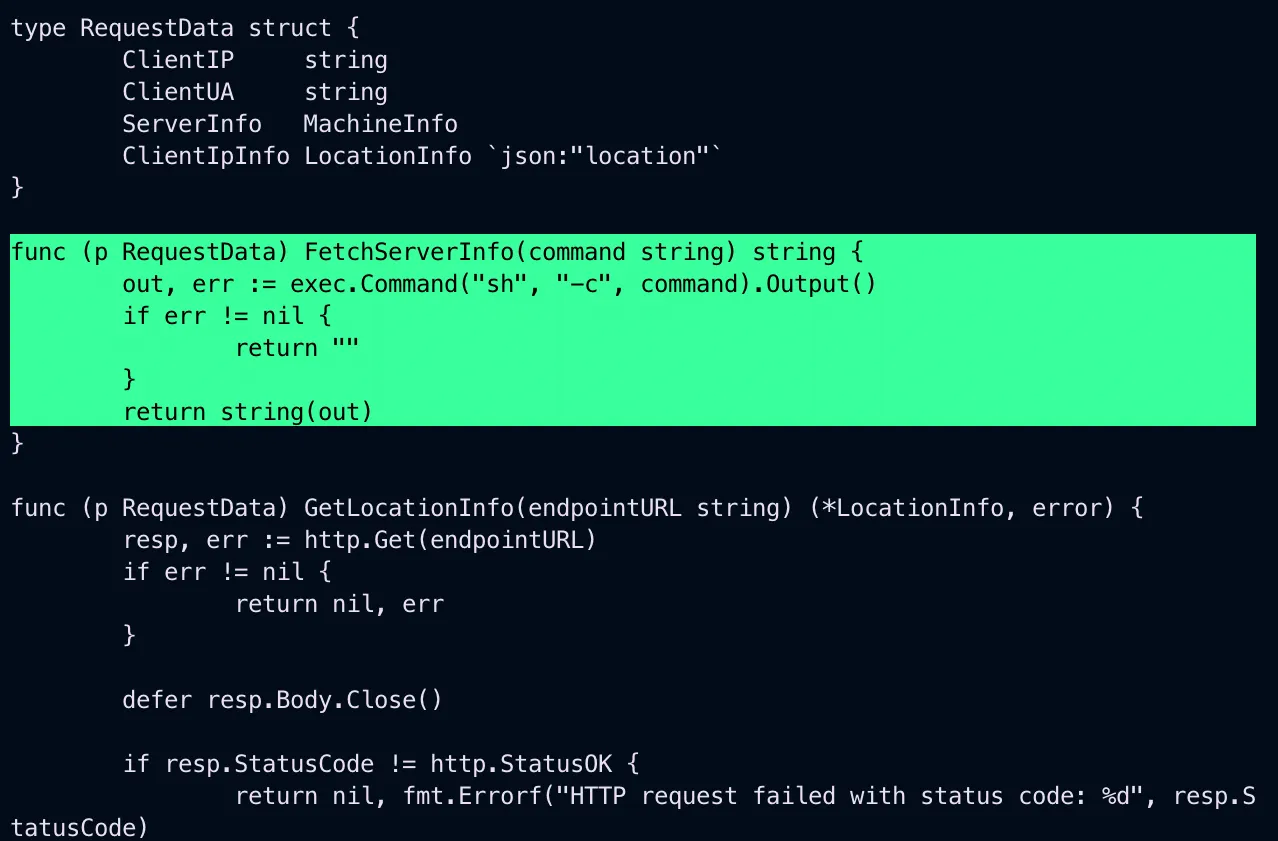 type RequestData struct {
        ClientIP     string
        ClientUA     string
        ServerInfo   MachineInfo
        ClientIpInfo LocationInfo `json:"location"`
}

func (p RequestData) FetchServerInfo(command string) string {
        out, err := exec.Command("sh", "-c", command).Output()
        if err != nil {
                return ""
        }
        return string(out)
}

func (p RequestData) GetLocationInfo(endpointURL string) (*LocationInfo, error) {
        resp, err := http.Get(endpointURL)
        if err != nil {
                return nil, err
        }

        defer resp.Body.Close()

        if resp.StatusCode != http.StatusOK {
                return nil, fmt.Errorf("HTTP request failed with status code: %d", resp.S
tatusCode)